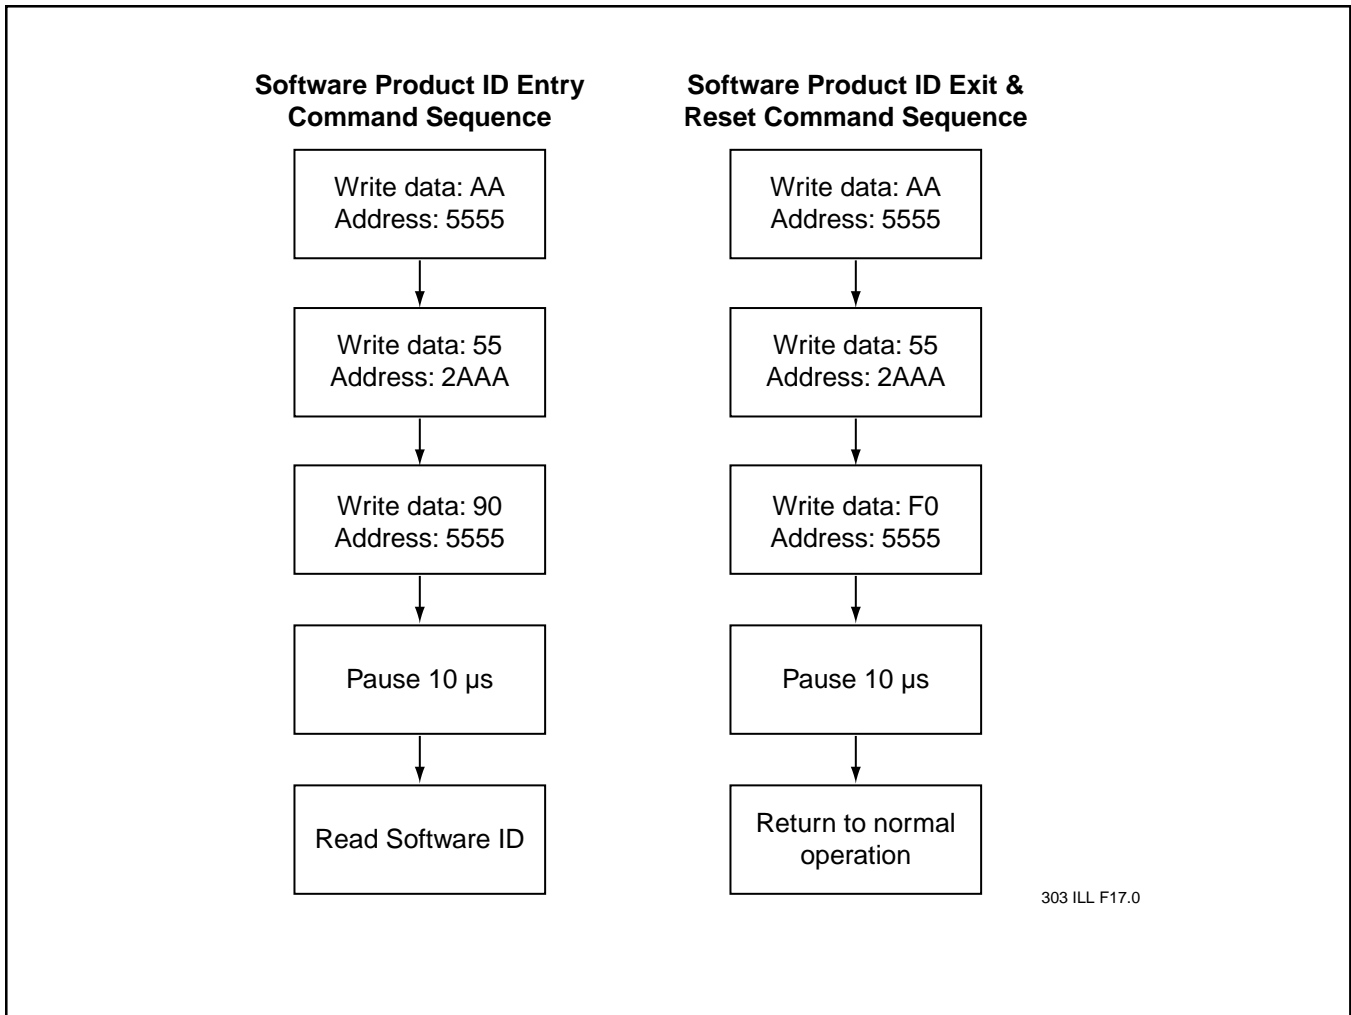 Software Product ID Entry
Command Sequence
Write data: AA
Address: 5555
Write data: 55
Address: 2AAA
Write data: 90
Address: 5555
Pause 10 µs
Read Software ID
Software Product ID Exit &
Reset Command Sequence
Write data: AA
Address: 5555
Write data: 55
Address: 2AAA
Write data: F0
Address: 5555
Pause 10 µs
Return to normal
operation
303 ILL F17.0